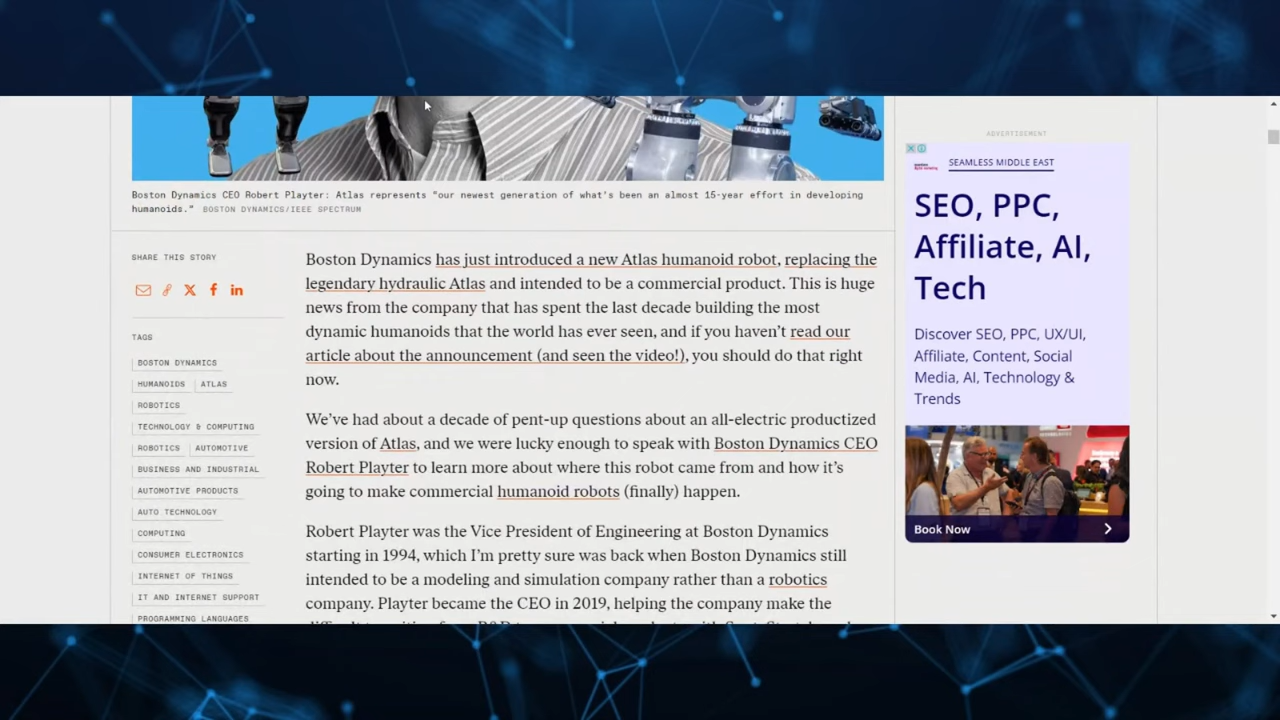 Boston Dynamics CEO Robert Playter: Atlas represents "our newest generation of what's been an almost 15-year effort in developing
humanoids." BOSTON DYNAMICS/IEEE SPECTRUM
SHARE THIS STORY
TAGS
BOSTON DYNAMICS
HUMANOIDS ATLAS
ROBOTICS
TECHNOLOGY & COMPUTING
ROBOTICS AUTOMOTIVE
BUSINESS AND INDUSTRIAL
AUTOMOTIVE PRODUCTS
AUTO TECHNOLOGY
COMPUTING
CONSUMER ELECTRONICS
INTERNET OF THINGS
IT AND INTERNET SUPPORT
PROGRAMMING LANGUAGES
Boston Dynamics has just introduced a new Atlas humanoid robot, replacing the
legendary hydraulic Atlas and intended to be a commercial product. This is huge
news from the company that has spent the last decade building the most
dynamic humanoids that the world has ever seen, and if you haven't read our
article about the announcement (and seen the video!), you should do that right
now.
We've had about a decade of pent-up questions about an all-electric productized
version of Atlas, and we were lucky enough to speak with Boston Dynamics CEO
Robert Playter to learn more about where this robot came from and how it's
going to make commercial humanoid robots (finally) happen.
Robert Playter was the Vice President of Engineering at Boston Dynamics
starting in 1994, which I'm pretty sure was back when Boston Dynamics still
intended to be a modeling and simulation company rather than a robotics
company. Playter became the CEO in 2019, helping the company make the
ADVERTISEMENT
SEAMLESS MIDDLE EAST
SEO, PPC,
Affiliate, AI,
Tech
Discover SEO, PPC, UX/UI,
Affiliate, Content, Social
Media, AI, Technology &
Trends
Book Now